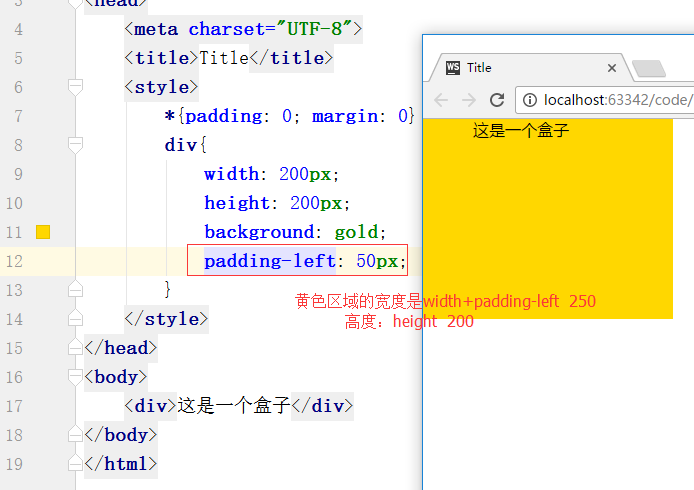 3 <head>
4 <meta charset="UTF-8">
5 <title>Title</title>
6 <style>
7 *{padding: 0; margin: 0}
8 div{
9 width: 200px;
10 height: 200px;
11 background: gold;
12 padding-left: 50px;
13 }
14 </style>
15 </head>
16 <body>
17 <div>这是一个盒子</div>
18 </body>
19 </html>
黄色区域的宽度是width+padding-left 250
高度：height 200
WS Title
localhost:63342/code/
这是一个盒子